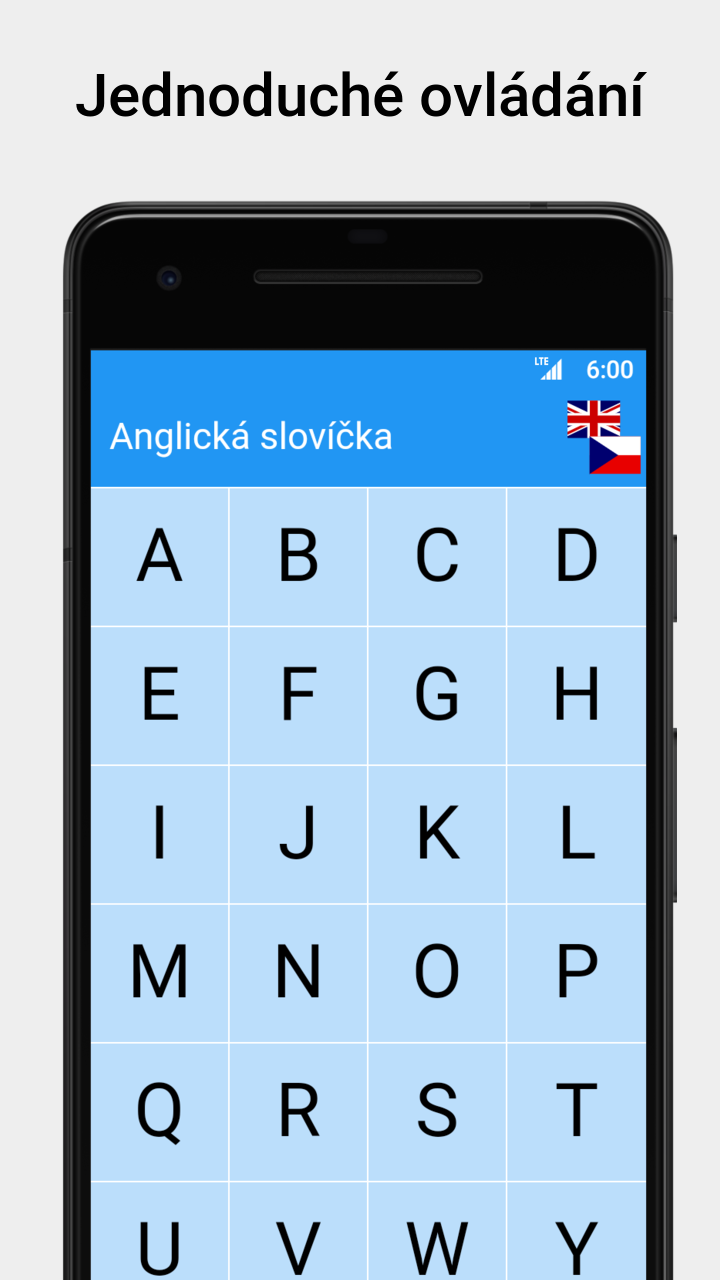 Jednoduché ovládání
LTE 6:00
Anglická slovíčka
A B C D
E F G H
I J K L
M N O P
Q R S T
U V W Y